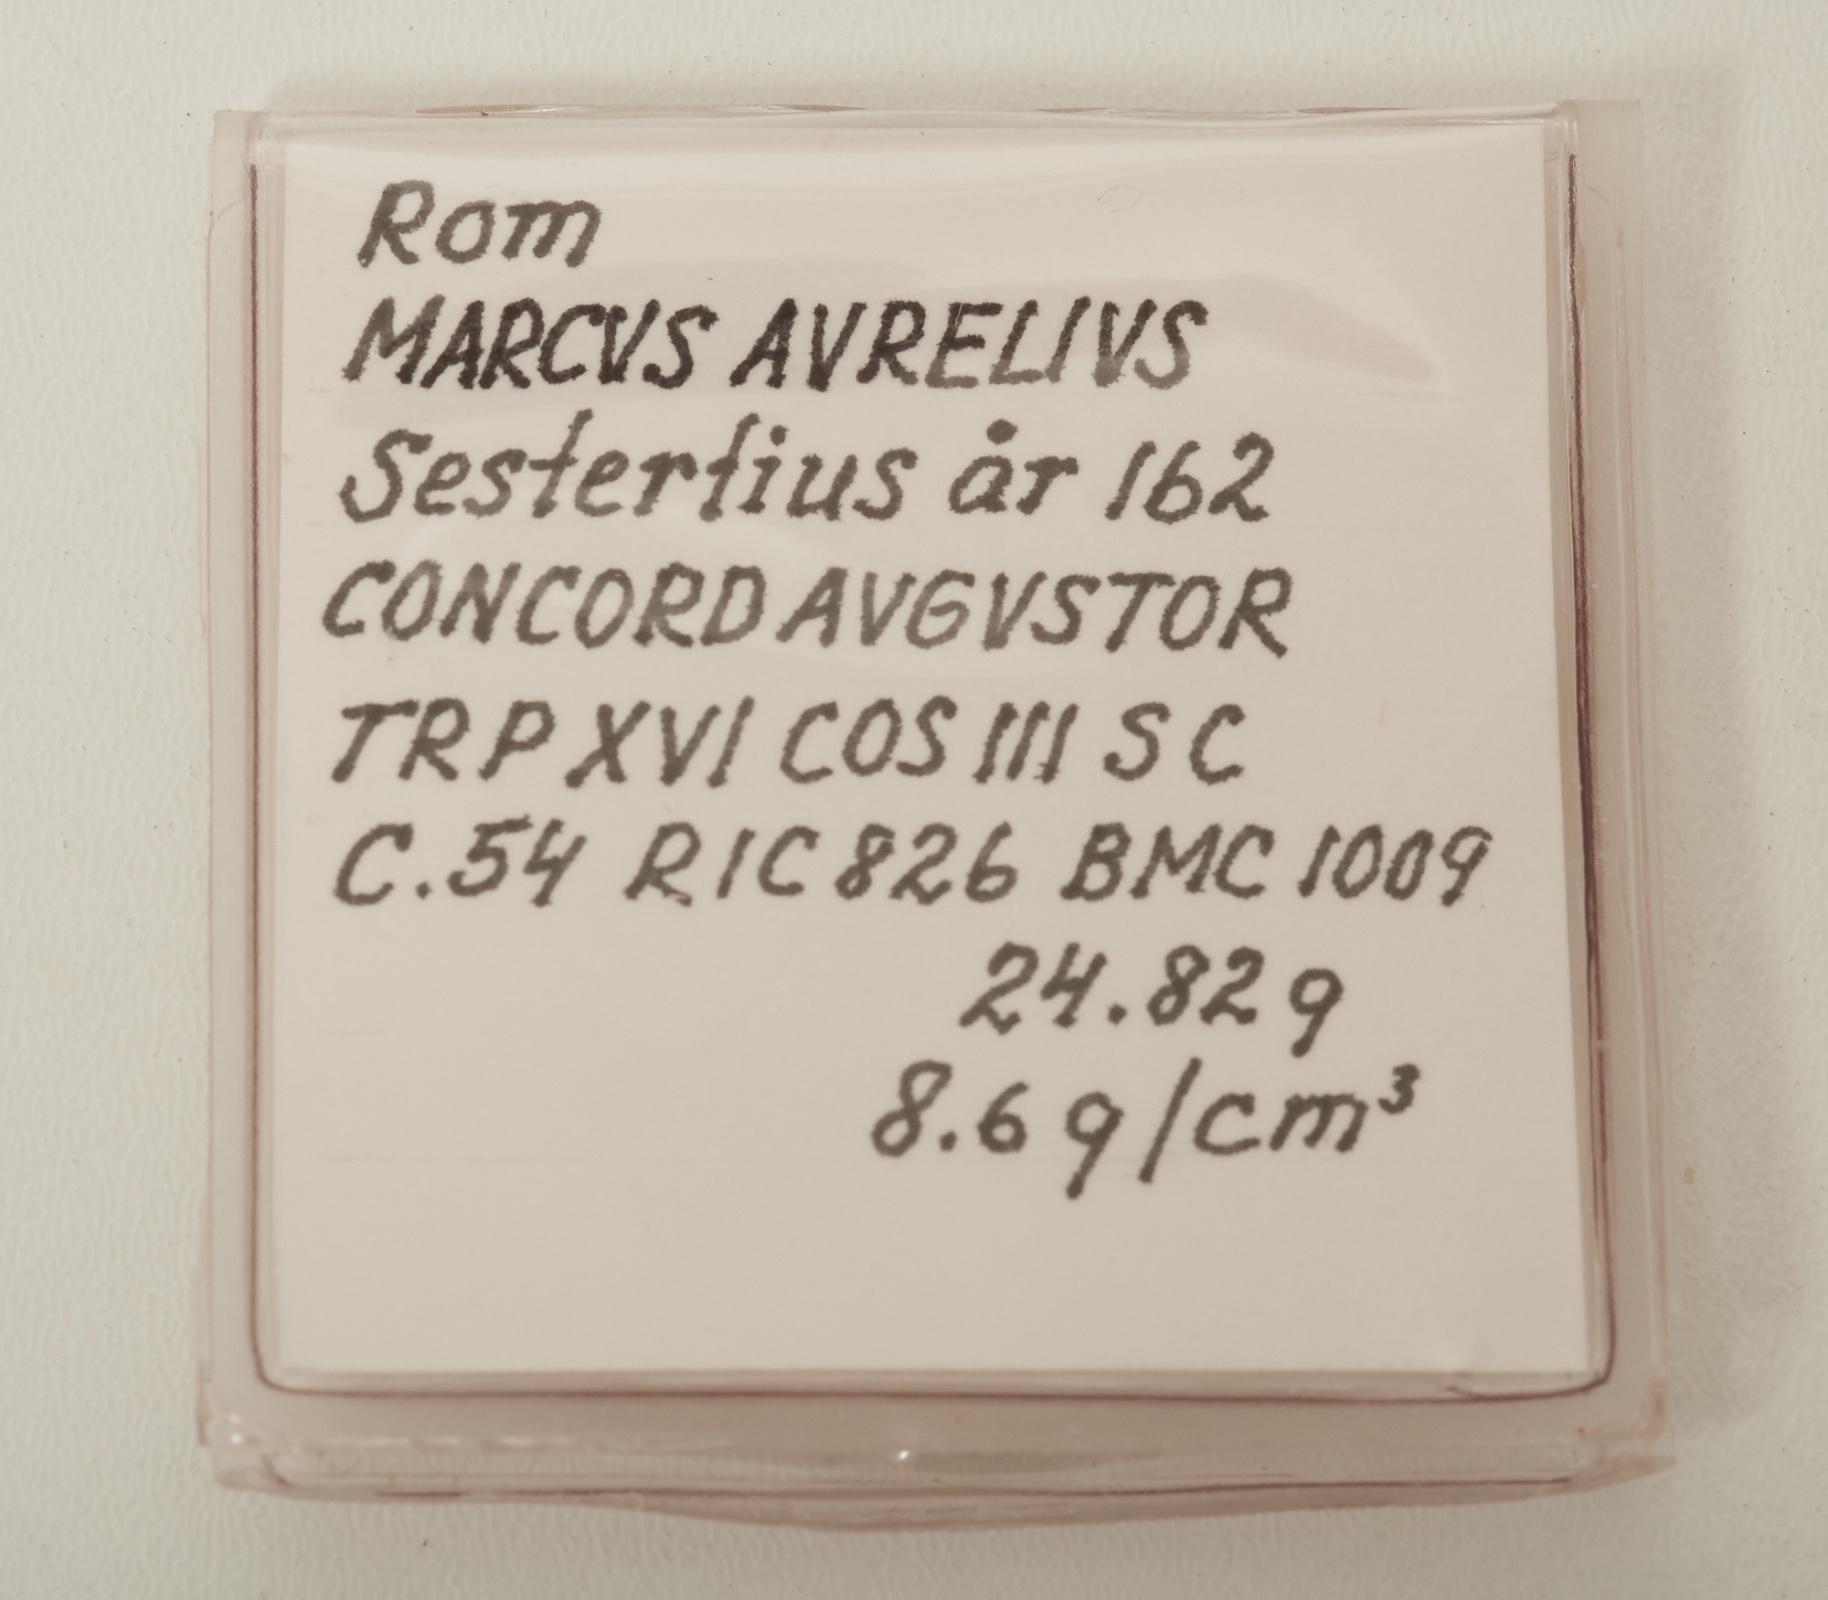 Rom
MARCVS AVRELIVS
Sestertius år 162
CONCORD AVGVSTOR
TRP XVI COS III S C
C.54 RIC 826 BMC 1009
24.82 g
8.6 g/cm³